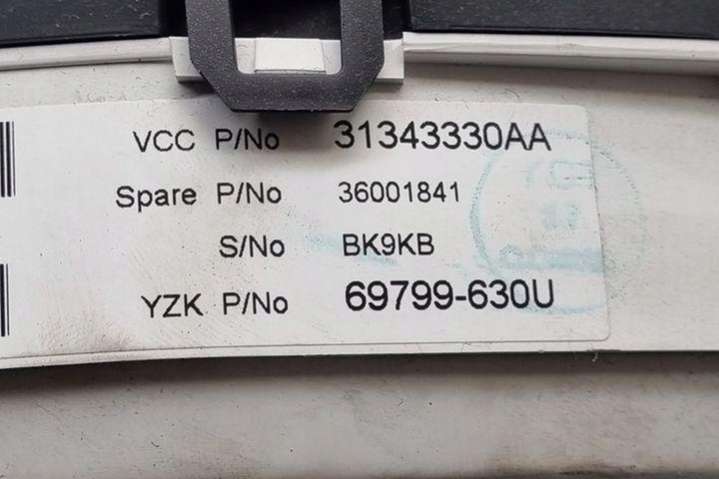 VCC P/No 31343330AA
Spare P/No 36001841
S/No BK9KB
YZK P/No 69799-630U